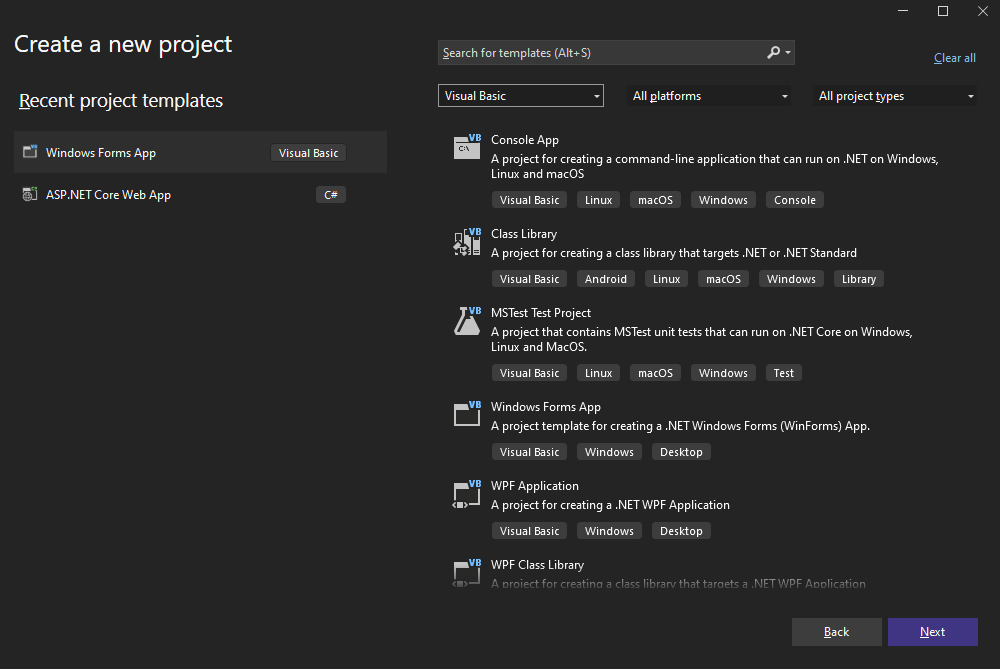 Create a new project
Search for templates (Alt+S)
Clear all
Recent project templates
Visual Basic
All platforms
All project types
Windows Forms App
Visual Basic
ASP.NET Core Web App
C#
VB
C:\
Console App
A project for creating a command-line application that can run on .NET on Windows,
Linux and macOS
Visual Basic Linux macOS Windows Console
VB
Class Library
A project for creating a class library that targets .NET or .NET Standard
Visual Basic Android Linux macOS Windows Library
VB
MSTest Test Project
A project that contains MSTest unit tests that can run on .NET Core on Windows,
Linux and MacOS.
Visual Basic Linux macOS Windows Test
VB
Windows Forms App
A project template for creating a .NET Windows Forms (WinForms) App.
Visual Basic Windows Desktop
VB
WPF Application
A project for creating a .NET WPF Application
Visual Basic Windows Desktop
VB
WPF Class Library
A project for creating a class library that targets a .NET WPF Application
Back
Next